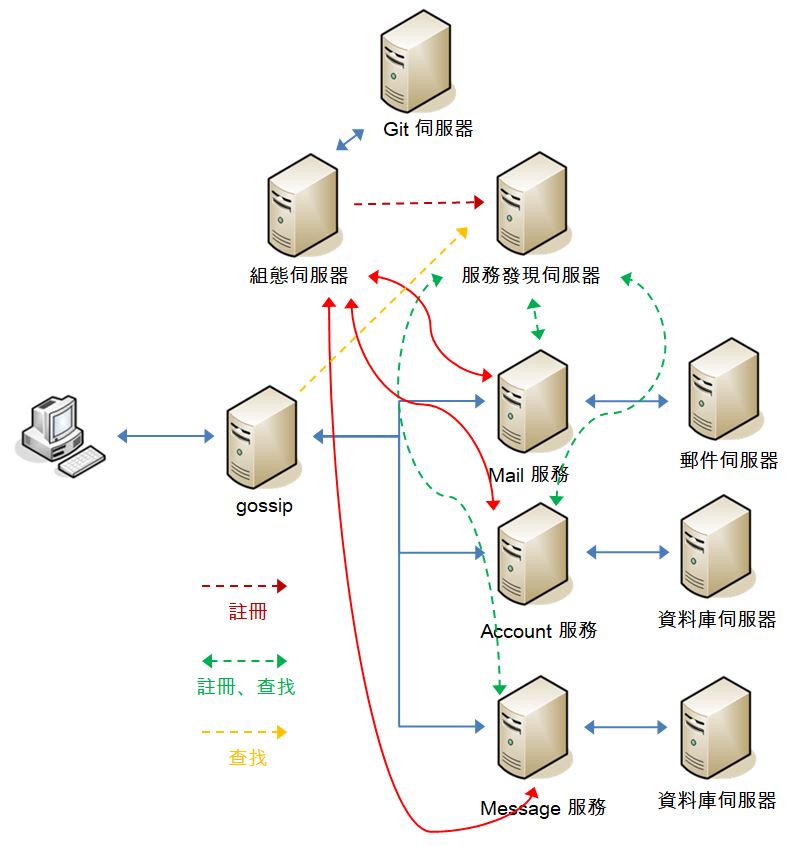 Git 伺服器
組態伺服器
服務發現伺服器
Mail 服務
郵件伺服器
gossip
註冊
Account 服務
資料庫伺服器
註冊、查找
查找
Message 服務
資料庫伺服器